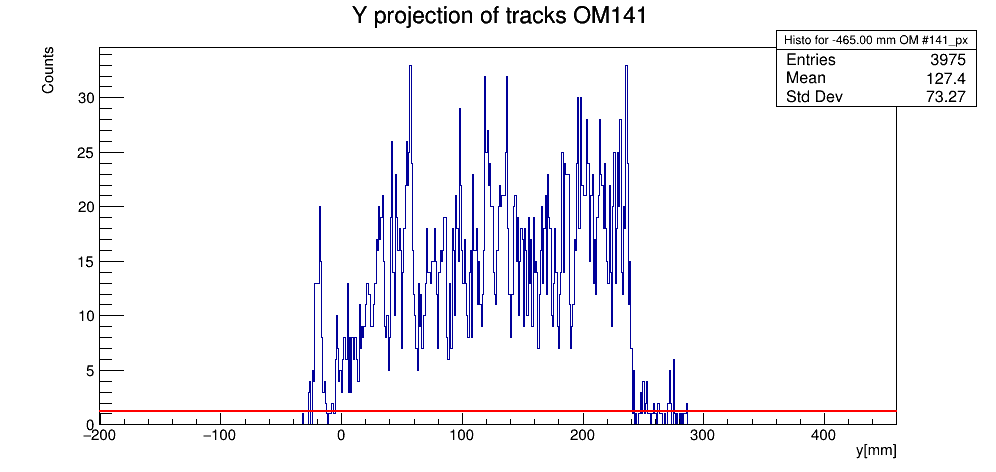 Y projection of tracks OM141
Histo for -465.00 mm OM #141_px
Entries 3975
Mean 127.4
Std Dev 73.27
Counts
30
25
20
15
10
5
0
−200 −100 0 100 200 300 400
y[mm]